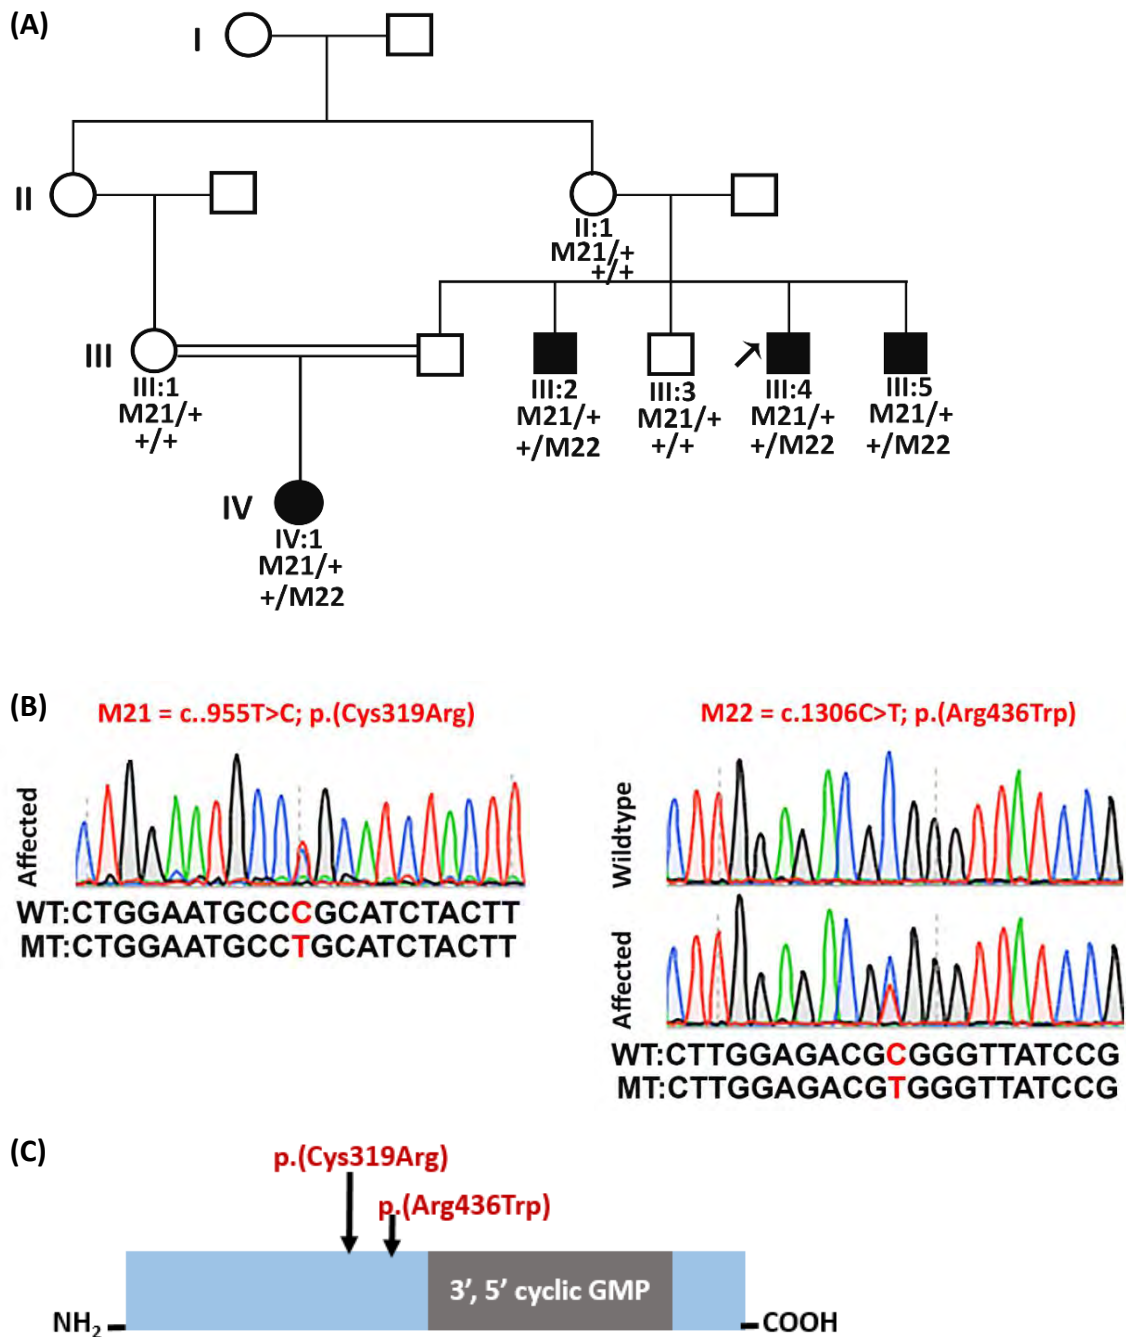 (A)
I
II
II:1
M21/+
+/+
III
III:1
M21/+
+/+
III:2
M21/+
+/M22
III:3
M21/+
+/+
III:4
M21/+
+/M22
III:5
M21/+
+/M22
IV
IV:1
M21/+
+/M22
(B)
M21 = c..955T>C; p.(Cys319Arg)
Affected
WT:CTGGAATGCCCGCATCTACTT
MT:CTGGAATGCCTGCATCTACTT
M22 = c.1306C>T; p.(Arg436Trp)
Wildtype
Affected
WT:CTTGGAGACGCGGGTTATCCG
MT:CTTGGAGACGTGGGTTATCCG
(C)
p.(Cys319Arg)
p.(Arg436Trp)
3’, 5’ cyclic GMP
NH2
COOH